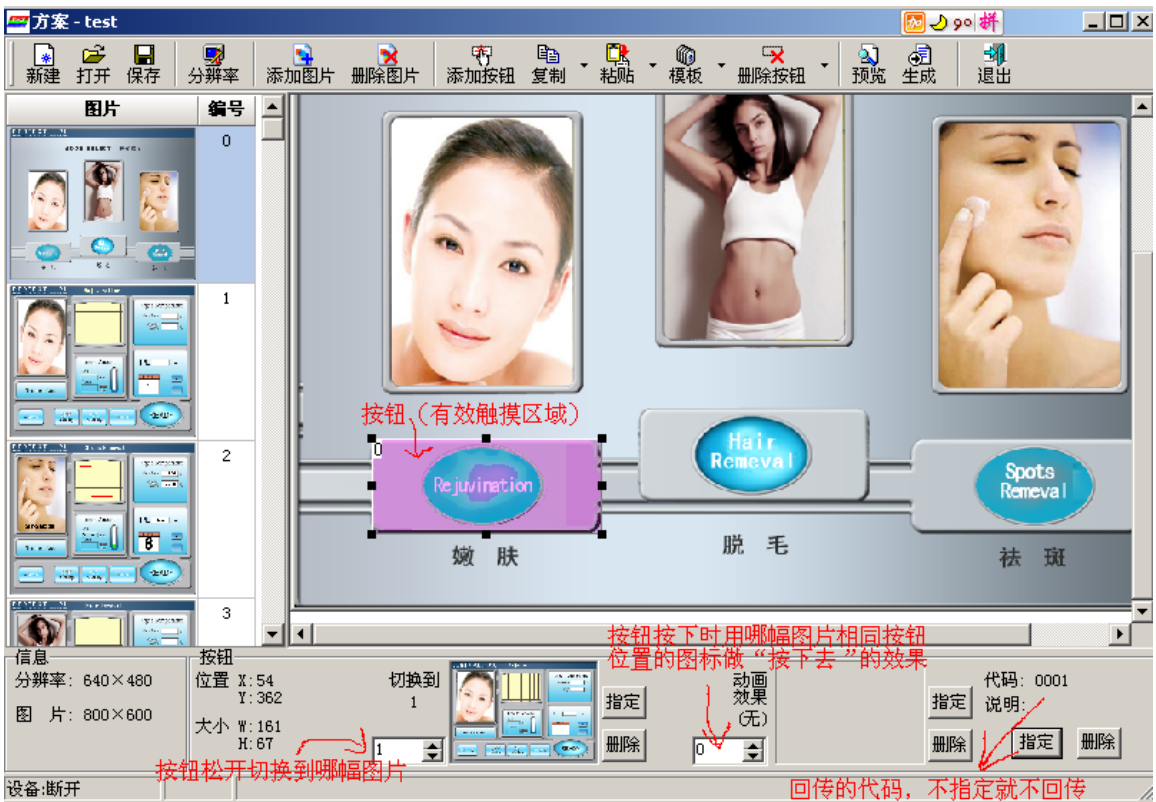 方案 - test
加 9o 拼
新建 打开 保存 分辨率 添加图片 删除图片 添加按钮 复制 粘贴 模板 删除按钮 预览 生成 退出
图片 编号
0
1
2
3
按钮（有效触摸区域）
0
Rejuvination
Hair
Remeval
Spots
Remeval
嫩 肤
脱 毛
祛 斑
按钮按下时用哪幅图片相同按钮
位置的图标做“按下去”的效果
信息
分辨率: 640×480
图 片: 800×600
按钮
位置 X:54
Y:362
大小 W:161
H:67
切换到
1
1
指定
删除
动画
效果
(无)
0
指定
删除
代码: 0001
说明:
指定 删除
按钮松开切换到哪幅图片
回传的代码，不指定就不回传
设备:断开